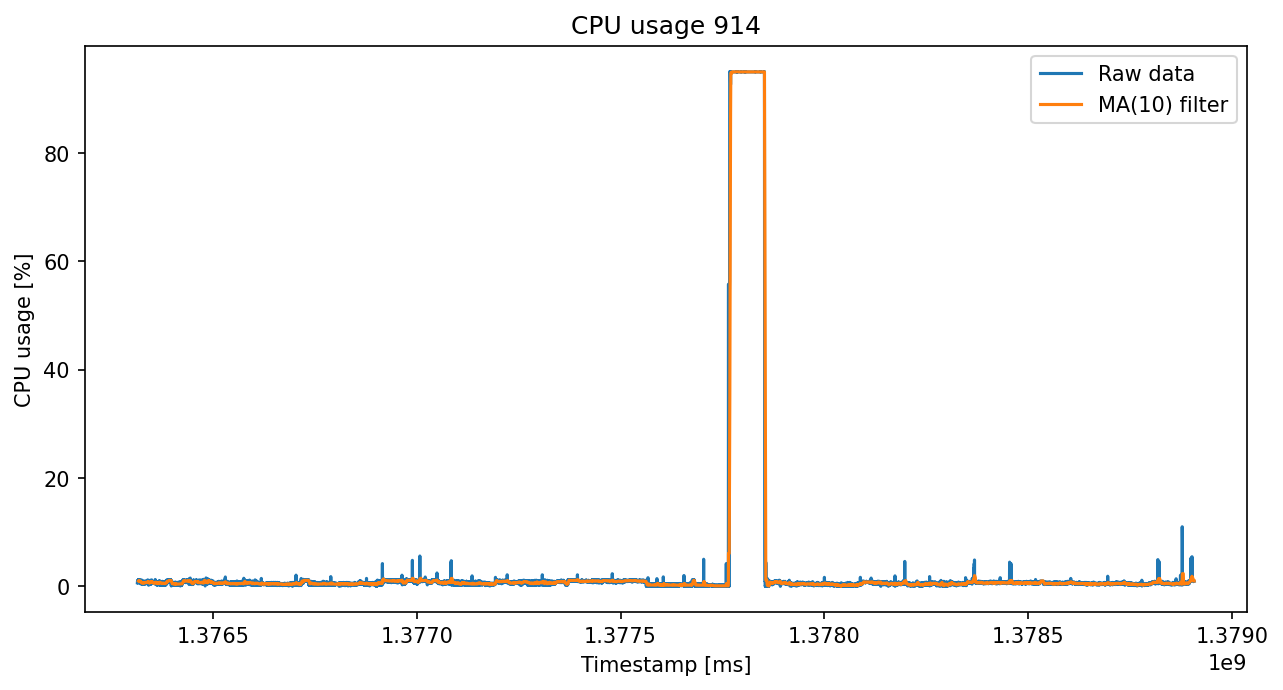 CPU usage 914
Raw data
MA(10) filter
CPU usage [%]
80
60
40
20
0
1.3765 1.3770 1.3775 1.3780 1.3785 1.3790
1e9
Timestamp [ms]